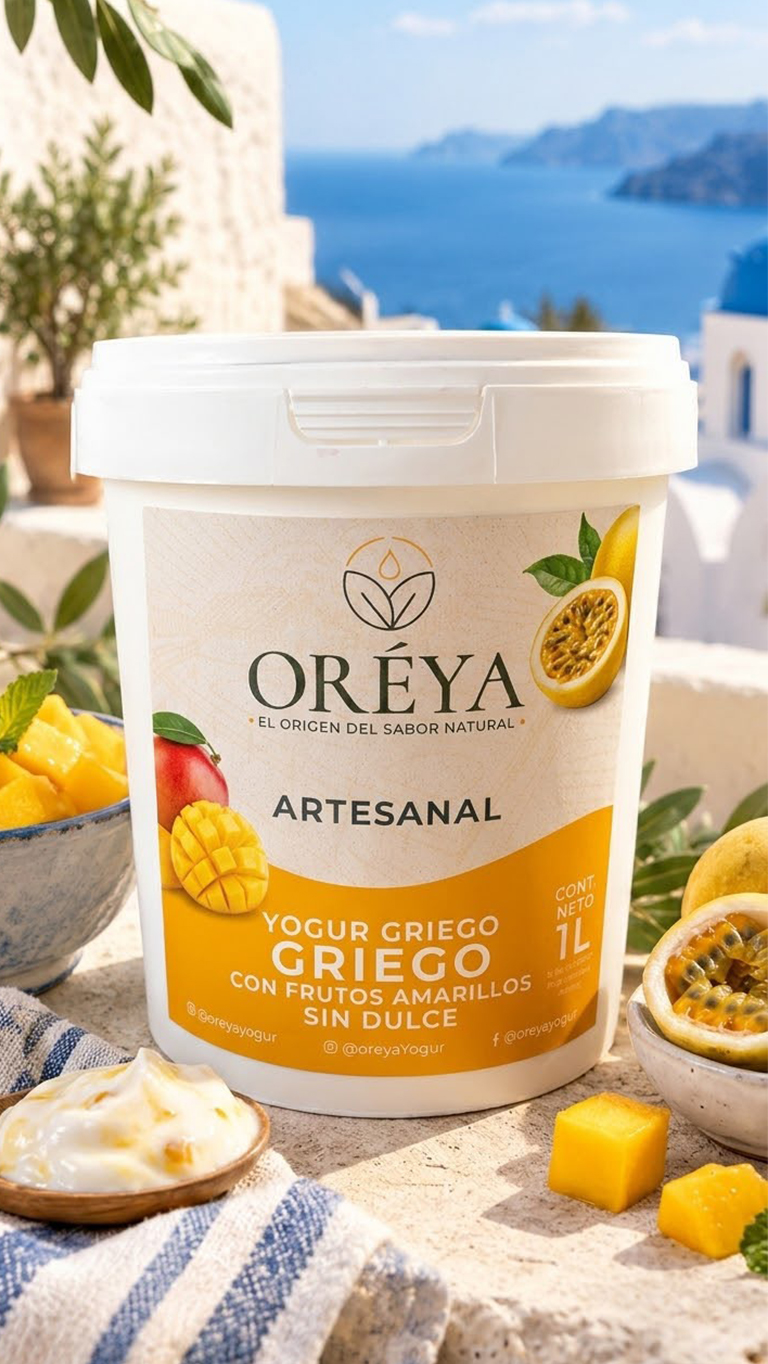 ORÉYA
• EL ORIGEN DEL SABOR NATURAL •
ARTESANAL
YOGUR GRIEGO
GRIEGO
CON FRUTOS AMARILLOS
SIN DULCE
CONT.
NETO
1L
@oreyayogur
@oreyaYogur
@oreyayogur